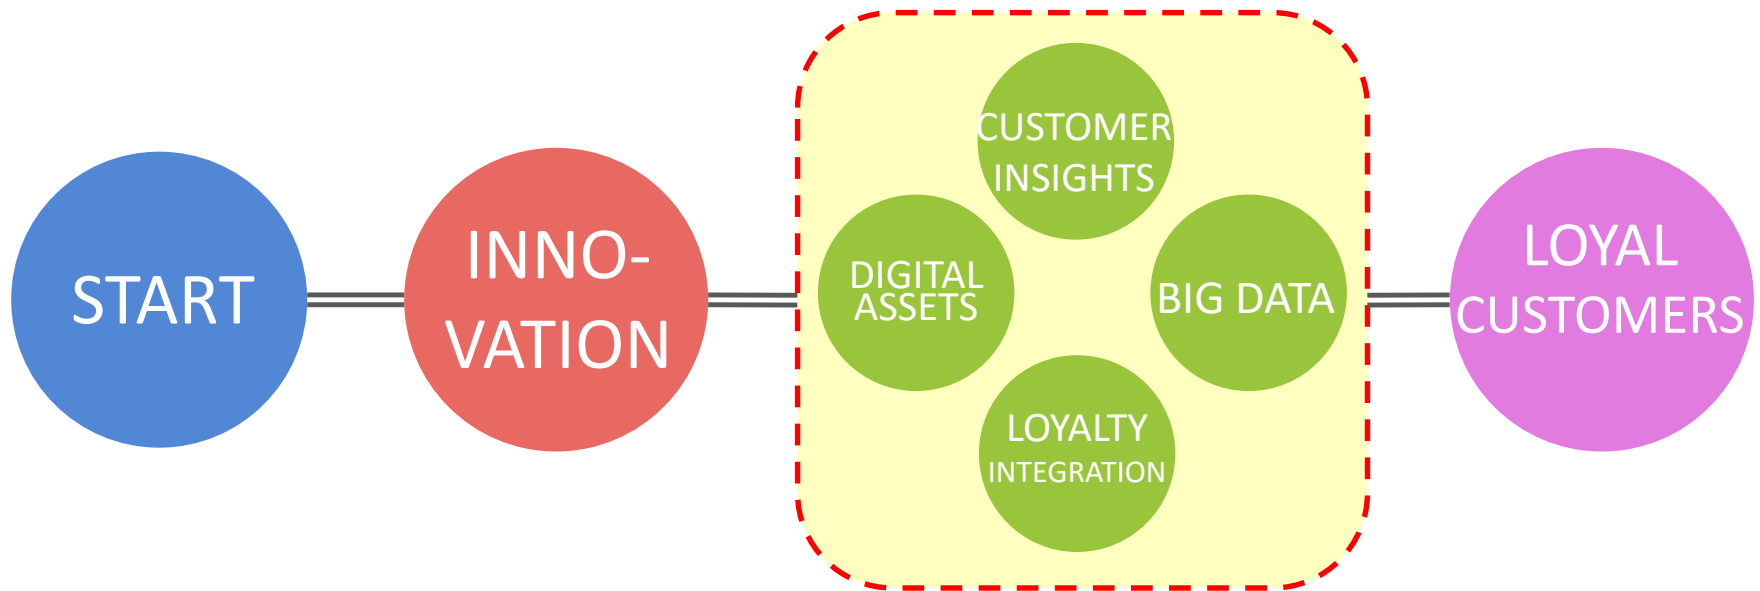 START
INNO-
VATION
CUSTOMER
INSIGHTS
DIGITAL
ASSETS
BIG DATA
LOYALTY
INTEGRATION
LOYAL
CUSTOMERS